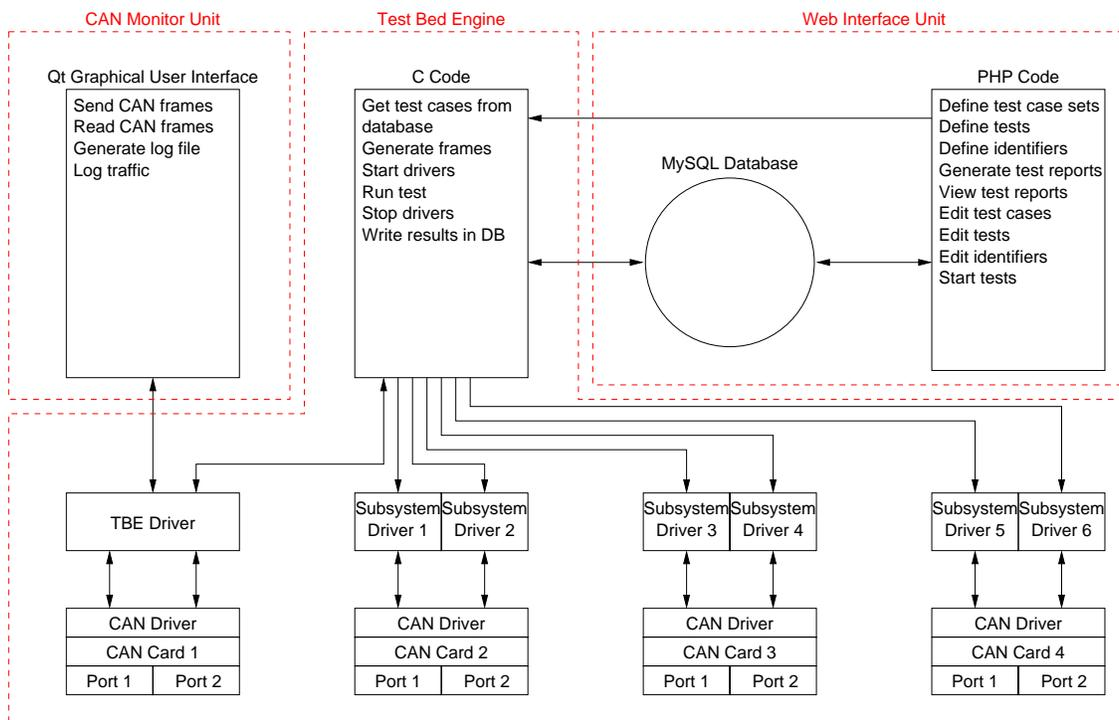 CAN Monitor Unit
Test Bed Engine
Web Interface Unit
Qt Graphical User Interface
Send CAN frames
Read CAN frames
Generate log file
Log traffic
C Code
Get test cases from
database
Generate frames
Start drivers
Run test
Stop drivers
Write results in DB
MySQL Database
PHP Code
Define test case sets
Define tests
Define identifiers
Generate test reports
View test reports
Edit test cases
Edit tests
Edit identifiers
Start tests
TBE Driver
Subsystem
Driver 1
Subsystem
Driver 2
Subsystem
Driver 3
Subsystem
Driver 4
Subsystem
Driver 5
Subsystem
Driver 6
CAN Driver
CAN Card 1
Port 1
Port 2
CAN Driver
CAN Card 2
Port 1
Port 2
CAN Driver
CAN Card 3
Port 1
Port 2
CAN Driver
CAN Card 4
Port 1
Port 2